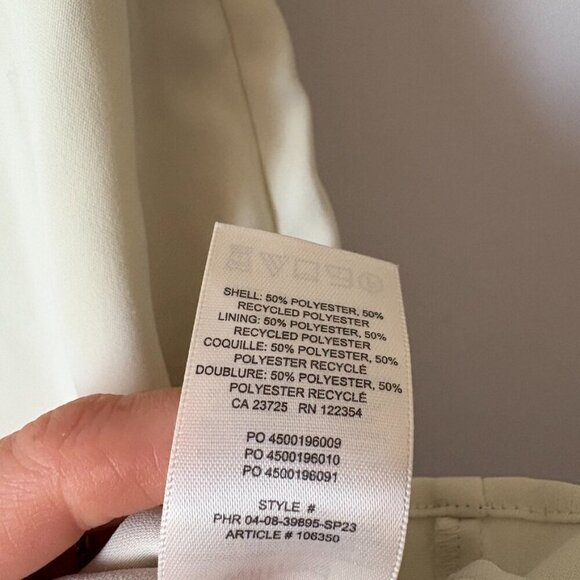 SHELL: 50% POLYESTER, 50%
RECYCLED POLYESTER
LINING: 50% POLYESTER, 50%
RECYCLED POLYESTER
COQUILLE: 50% POLYESTER, 50%
POLYESTER RECYCLÉ
DOUBLURE: 50% POLYESTER, 50%
POLYESTER RECYCLÉ
CA 23725 RN 122354
PO 4500196009
PO 4500196010
PO 4500196091
STYLE #
PHR 04-08-39895-SP23
ARTICLE # 106350